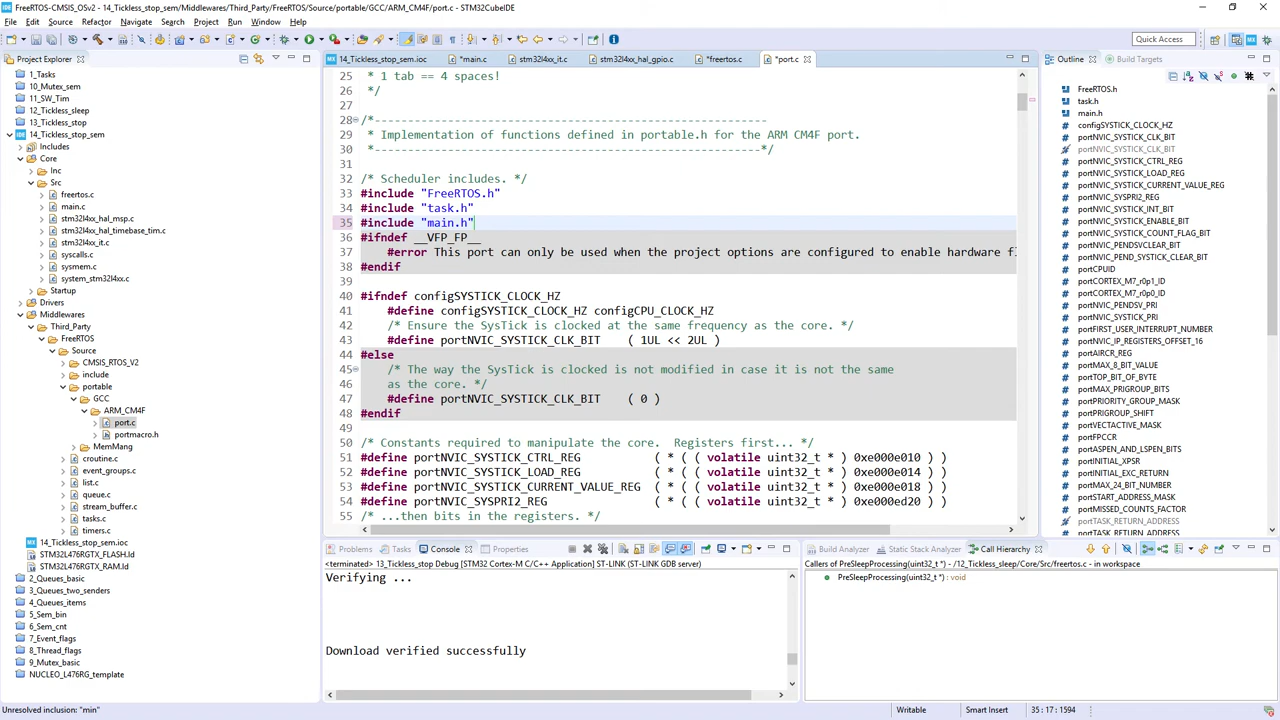 FreeRTOS-CMSIS_OSv2 - 14_Tickless_stop_sem/Middlewares/Third_Party/FreeRTOS/Source/portable/GCC/ARM_CM4F/port.c - STM32CubeIDE
File Edit Source Refactor Navigate Search Project Run Window Help
Quick Access
Project Explorer
1_Tasks
10_Mutex_sem
11_SW_Tim
12_Tickless_sleep
13_Tickless_stop
14_Tickless_stop_sem
Includes
Core
Inc
Src
freertos.c
main.c
stm32l4xx_hal_msp.c
stm32l4xx_hal_timebase_tim.c
stm32l4xx_it.c
syscalls.c
sysmem.c
system_stm32l4xx.c
Startup
Drivers
Middlewares
Third_Party
FreeRTOS
Source
CMSIS_RTOS_V2
include
portable
GCC
ARM_CM4F
port.c
portmacro.h
MemMang
croutine.c
event_groups.c
list.c
queue.c
stream_buffer.c
tasks.c
timers.c
14_Tickless_stop_sem.ioc
STM32L476RGTX_FLASH.ld
STM32L476RGTX_RAM.ld
2_Queues_basic
3_Queues_two_senders
4_Queues_items
5_Sem_bin
6_Sem_cnt
7_Event_flags
8_Thread_flags
9_Mutex_basic
NUCLEO_L476RG_template
14_Tickless_stop_sem.ioc *main.c stm32l4xx_it.c stm32l4xx_hal_gpio.c *freertos.c *port.c
25 * 1 tab == 4 spaces!
26 */
27
28 /*-----------------------------------------------------------
29 * Implementation of functions defined in portable.h for the ARM CM4F port.
30 *----------------------------------------------------------*/
31
32 /* Scheduler includes. */
33 #include "FreeRTOS.h"
34 #include "task.h"
35 #include "main.h"
36 #ifndef __VFP_FP__
37 #error This port can only be used when the project options are configured to enable hardware fl
38 #endif
39
40 #ifndef configSYSTICK_CLOCK_HZ
41 #define configSYSTICK_CLOCK_HZ configCPU_CLOCK_HZ
42 /* Ensure the SysTick is clocked at the same frequency as the core. */
43 #define portNVIC_SYSTICK_CLK_BIT ( 1UL << 2UL )
44 #else
45 /* The way the SysTick is clocked is not modified in case it is not the same
46 as the core. */
47 #define portNVIC_SYSTICK_CLK_BIT ( 0 )
48 #endif
49
50 /* Constants required to manipulate the core. Registers first... */
51 #define portNVIC_SYSTICK_CTRL_REG ( * ( ( volatile uint32_t * ) 0xe000e010 ) )
52 #define portNVIC_SYSTICK_LOAD_REG ( * ( ( volatile uint32_t * ) 0xe000e014 ) )
53 #define portNVIC_SYSTICK_CURRENT_VALUE_REG ( * ( ( volatile uint32_t * ) 0xe000e018 ) )
54 #define portNVIC_SYSPRI2_REG ( * ( ( volatile uint32_t * ) 0xe000ed20 ) )
55 /* ...then bits in the registers. */
Outline Build Targets
FreeRTOS.h
task.h
main.h
configSYSTICK_CLOCK_HZ
portNVIC_SYSTICK_CLK_BIT
portNVIC_SYSTICK_CLK_BIT
portNVIC_SYSTICK_CTRL_REG
portNVIC_SYSTICK_LOAD_REG
portNVIC_SYSTICK_CURRENT_VALUE_REG
portNVIC_SYSPRI2_REG
portNVIC_SYSTICK_INT_BIT
portNVIC_SYSTICK_ENABLE_BIT
portNVIC_SYSTICK_COUNT_FLAG_BIT
portNVIC_PENDSVCLEAR_BIT
portNVIC_PEND_SYSTICK_CLEAR_BIT
portCPUID
portCORTEX_M7_r0p1_ID
portCORTEX_M7_r0p0_ID
portNVIC_PENDSV_PRI
portNVIC_SYSTICK_PRI
portFIRST_USER_INTERRUPT_NUMBER
portNVIC_IP_REGISTERS_OFFSET_16
portAIRCR_REG
portMAX_8_BIT_VALUE
portTOP_BIT_OF_BYTE
portMAX_PRIGROUP_BITS
portPRIORITY_GROUP_MASK
portPRIGROUP_SHIFT
portVECTACTIVE_MASK
portFPCCR
portASPEN_AND_LSPEN_BITS
portINITIAL_XPSR
portINITIAL_EXC_RETURN
portMAX_24_BIT_NUMBER
portSTART_ADDRESS_MASK
portMISSED_COUNTS_FACTOR
portTASK_RETURN_ADDRESS
portTASK_RETURN_ADDRESS
Problems Tasks Console Properties
<terminated> 13_Tickless_stop Debug [STM32 Cortex-M C/C++ Application] ST-LINK (ST-LINK GDB server)
Verifying ...
Download verified successfully
Build Analyzer Static Stack Analyzer Call Hierarchy
Callers of PreSleepProcessing(uint32_t *) - /12_Tickless_sleep/Core/Src/freertos.c - in workspace
PreSleepProcessing(uint32_t *) : void
Unresolved inclusion: "min" Writable Smart Insert 35 : 17 : 1594